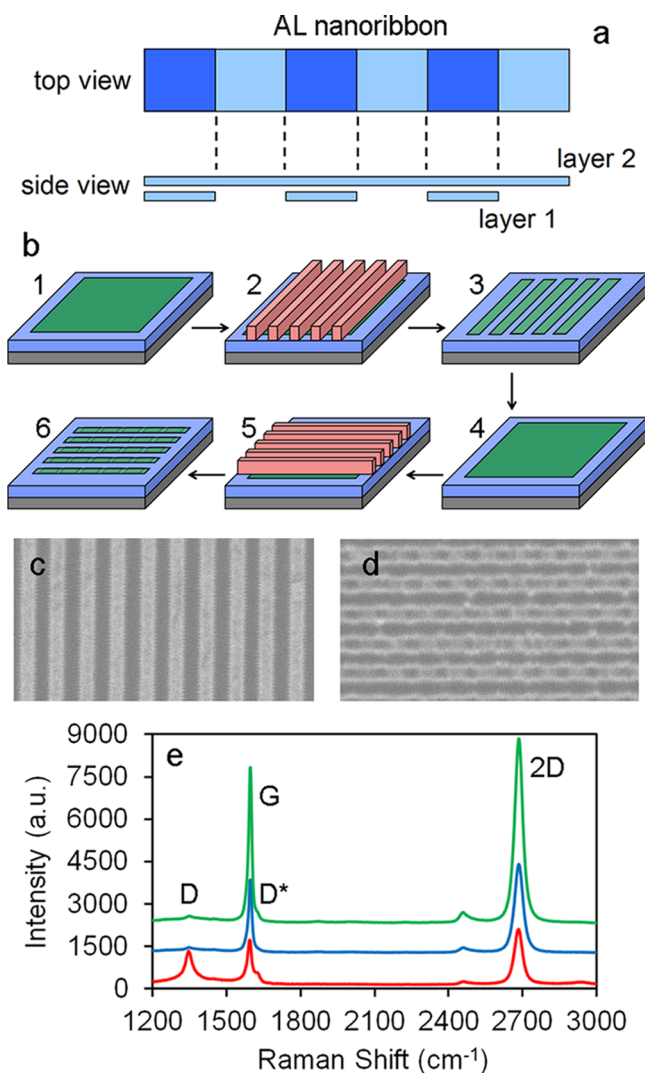 AL nanoribbon
a
top view
layer 2
side view
layer 1
b
1
2
3
6
5
4
c
d
e
9000
7500
6000
4500
3000
1500
0
Intensity (a.u.)
G
2D
D
D*
1200 1500 1800 2100 2400 2700 3000
Raman Shift (cm⁻¹)